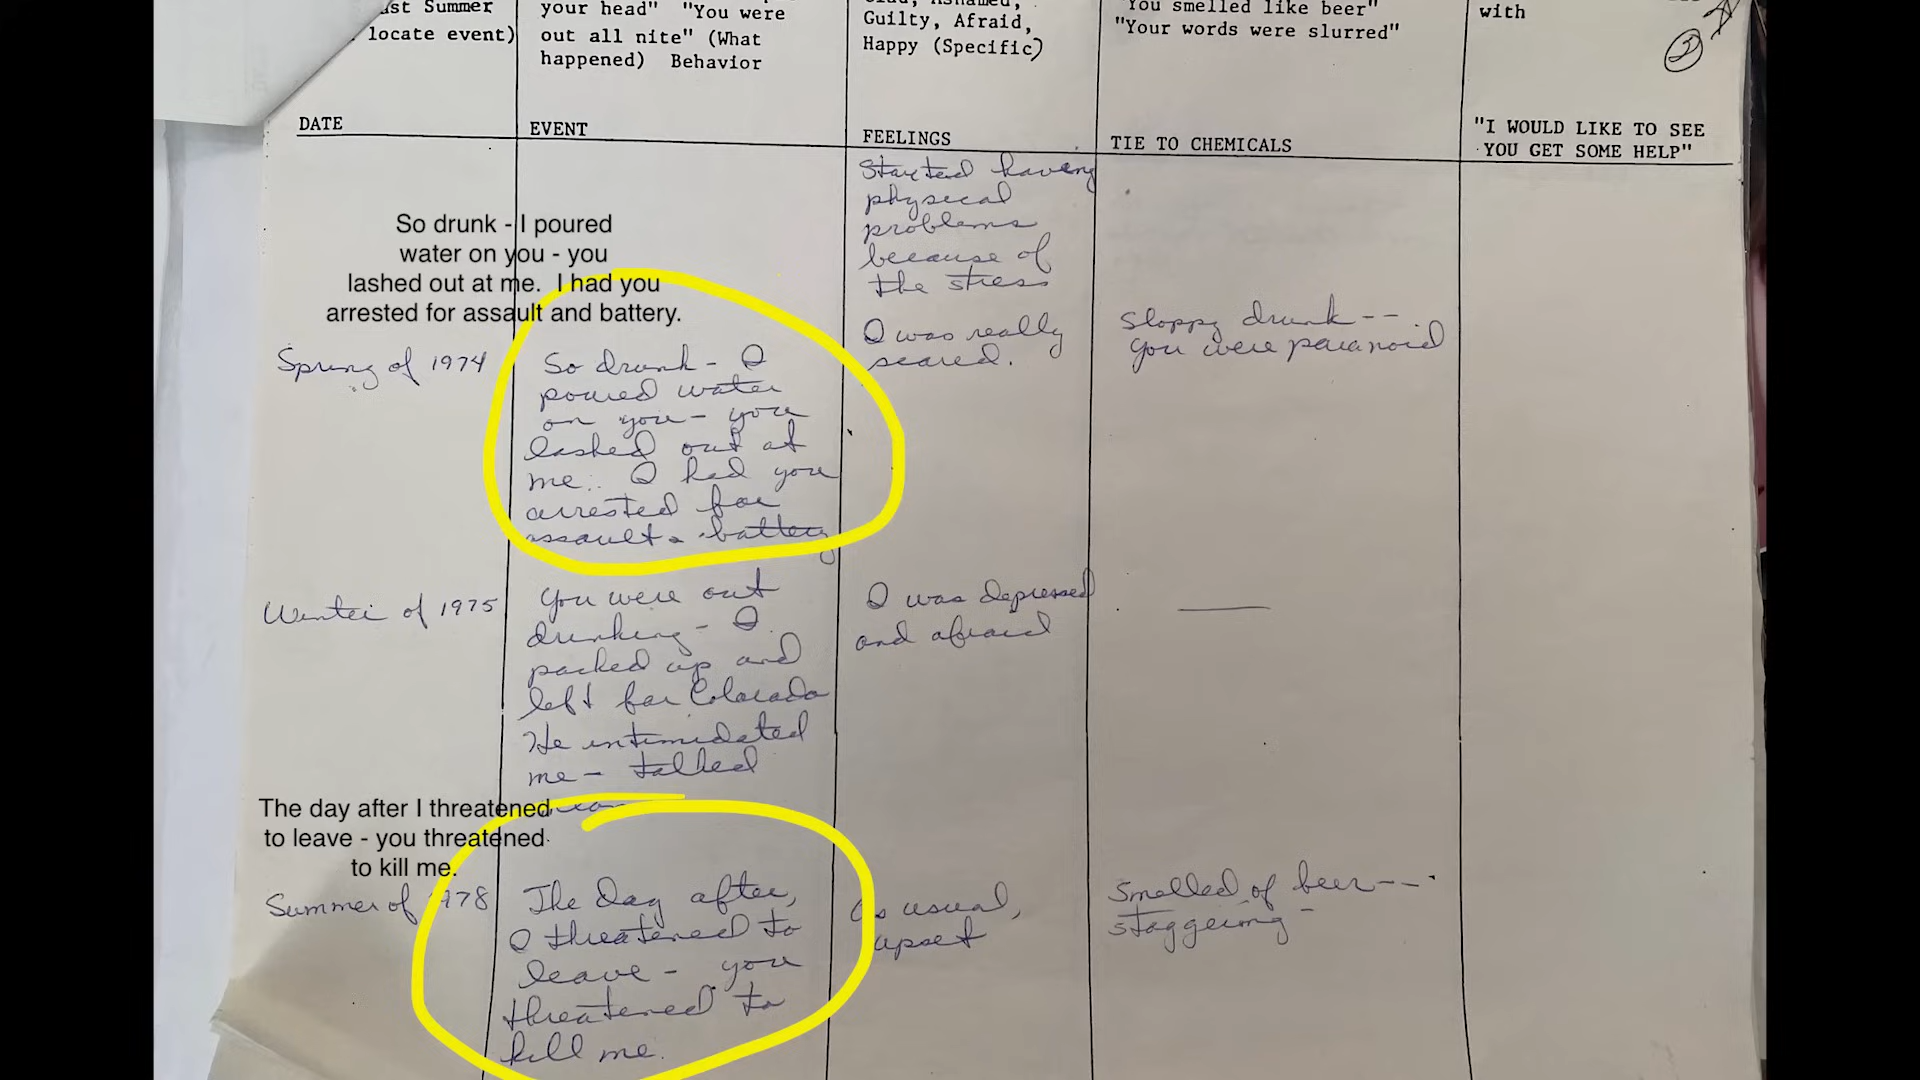 ast Summer
locate event)
your head" "You were
out all nite" (What
happened) Behavior
Guilty, Afraid,
Happy (Specific)
"You smelled like beer"
"Your words were slurred"
with
3
DATE
EVENT
FEELINGS
TIE TO CHEMICALS
"I WOULD LIKE TO SEE
YOU GET SOME HELP"
Started having
physical
problems
because of
the stress
So drunk - I poured
water on you - you
lashed out at me. I had you
arrested for assault and battery.
Spring of 1974
So drunk - I
poured water
on you - you
lashed out at
me. I had you
arrested for
assault & battery
I was really
scared.
Sloppy drunk --
you were paranoid
Winter of 1975
You were out
drinking - I
packed up and
left for Colorado
He intimidated
me - talked
I was depressed
and afraid
The day after I threatened
to leave - you threatened
to kill me.
Summer of 1978
The day after,
I threatened to
leave - you
threatened to
kill me.
As usual,
upset
Smelled of beer --
staggering -